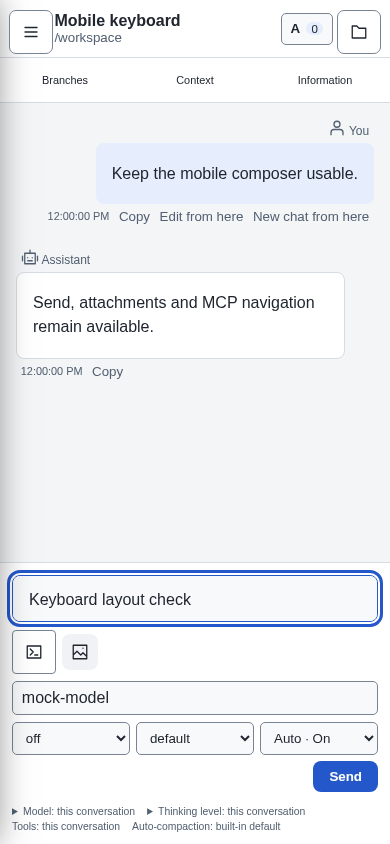 Mobile keyboard
/workspace
A 0
Branches Context Information
You
Keep the mobile composer usable.
12:00:00 PM Copy Edit from here New chat from here
Assistant
Send, attachments and MCP navigation
remain available.
12:00:00 PM Copy
Keyboard layout check
mock-model
off default Auto · On
Send
Model: this conversation Thinking level: this conversation
Tools: this conversation Auto-compaction: built-in default